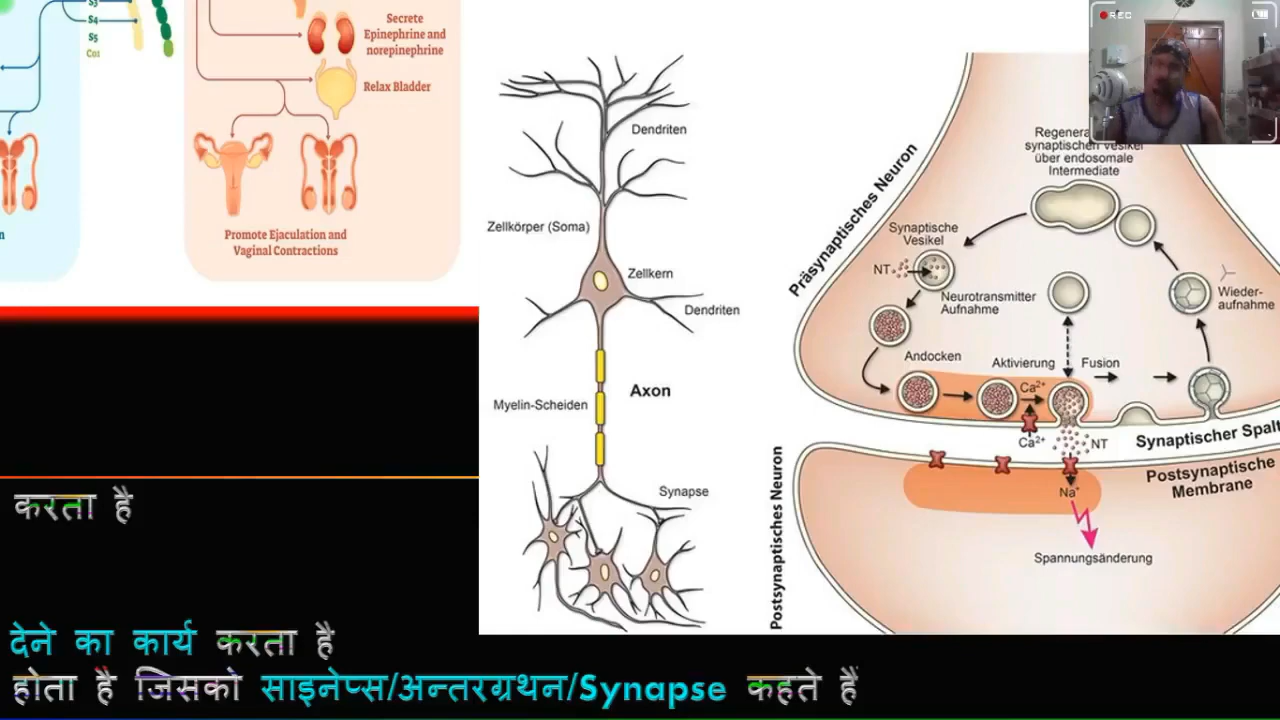 S3
S4
S5
Co1
n
Secrete
Epinephrine and
norepinephrine
Relax Bladder
Promote Ejaculation and
Vaginal Contractions
Dendriten
Zellkörper (Soma)
Zellkern
Dendriten
Axon
Myelin-Scheiden
Synapse
REC
synaptischen Vesikel
über endosomale
Intermediate
Präsynaptisches Neuron
Synaptische
Vesikel
NT
Neurotransmitter
Aufnahme
Wieder-
aufnahme
Andocken
Aktivierung
Fusion
Ca²⁺
Ca²⁺
NT
Synaptischer Spalt
Postsynaptische
Membrane
Na⁺
Spannungsänderung
Postsynaptisches Neuron
करता है
देने का कार्य करता है
होता है जिसको साइनेप्स/अन्तरग्रथन/Synapse कहते हैं